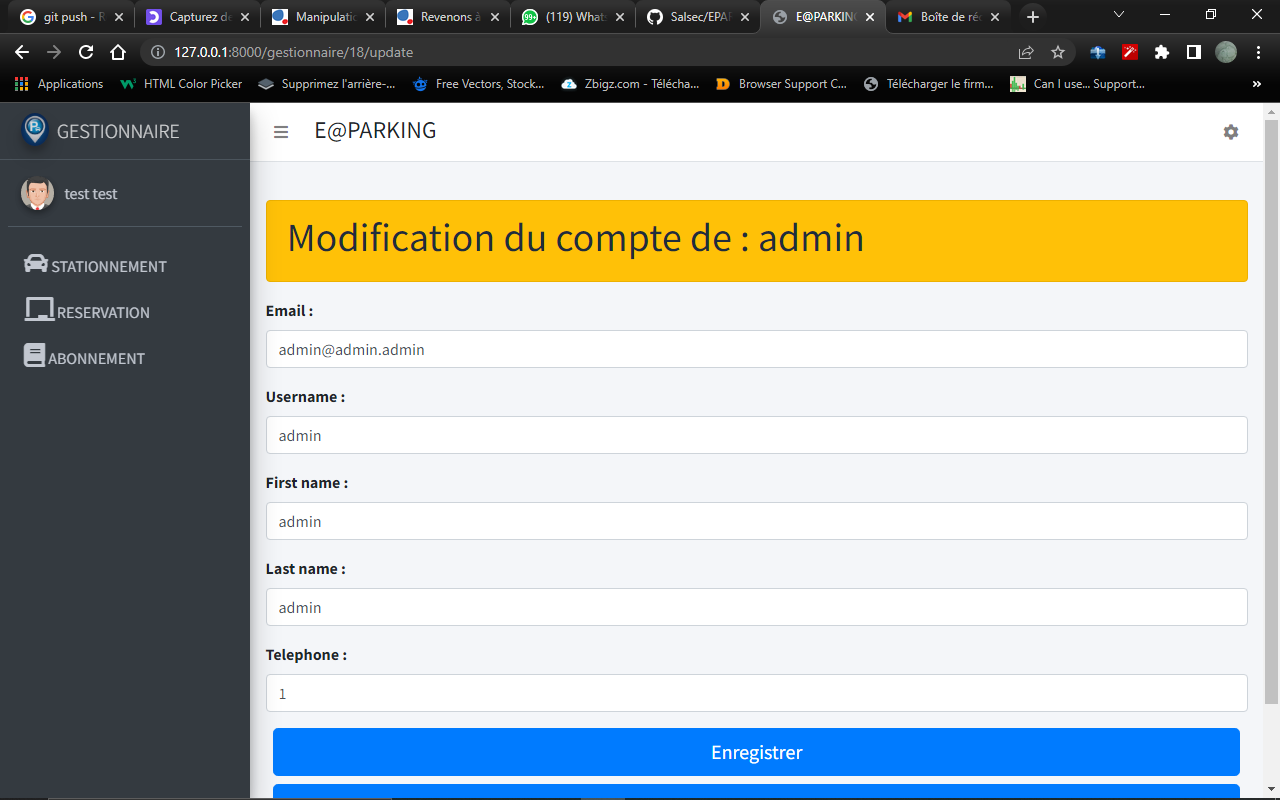 git push - R
Capturez de
Manipulatio
Revenons à
(119) Whats
Salsec/EPAR
E@PARKING
Boîte de réc
127.0.0.1:8000/gestionnaire/18/update
Applications
HTML Color Picker
Supprimez l'arrière-...
Free Vectors, Stock...
Zbigz.com - Télécha...
Browser Support C...
Télécharger le firm...
Can I use... Support...
»
GESTIONNAIRE
E@PARKING
test test
STATIONNEMENT
RESERVATION
ABONNEMENT
Modification du compte de : admin
Email :
admin@admin.admin
Username :
admin
First name :
admin
Last name :
admin
Telephone :
1
Enregistrer